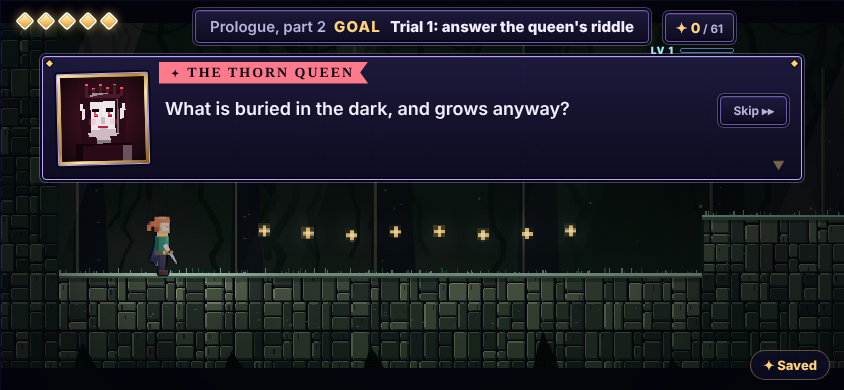 Prologue, part 2 GOAL Trial 1: answer the queen's riddle
0 / 61
LV 1
THE THORN QUEEN
What is buried in the dark, and grows anyway?
Skip
Saved